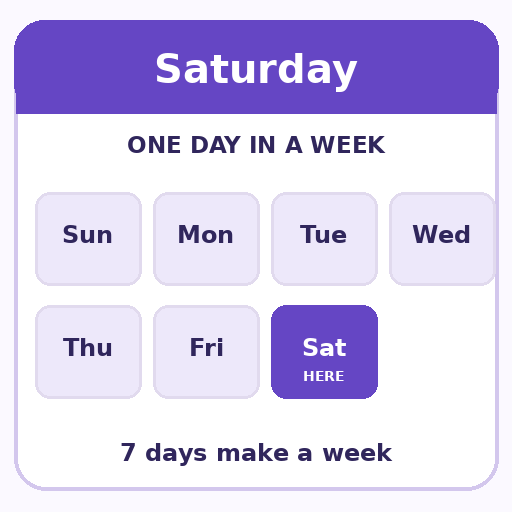 Saturday
ONE DAY IN A WEEK
Sun Mon Tue Wed
Thu Fri Sat
HERE
7 days make a week